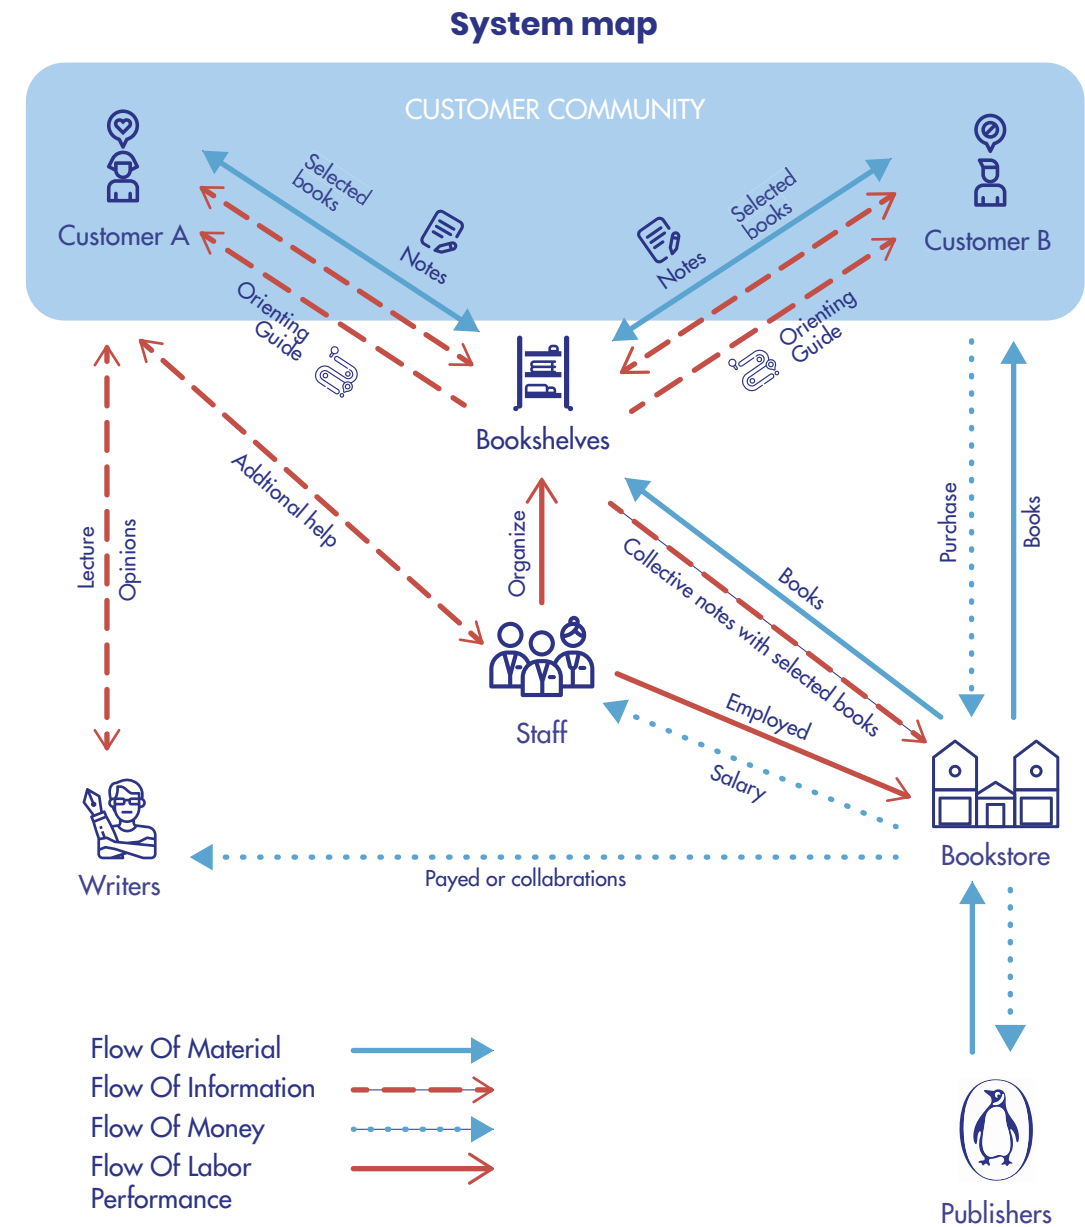 System map
CUSTOMER COMMUNITY
Customer A
Selected
books
Notes
Orienting
Guide
Selected
books
Notes
Orienting
Guide
Customer B
Bookshelves
Addtional help
Lecture
Opinions
Organize
Books
Collective notes with selected books
Purchase
Books
Staff
Employed
Salary
Writers
Payed or collabrations
Bookstore
Flow Of Material
Flow Of Information
Flow Of Money
Flow Of Labor
Performance
Publishers